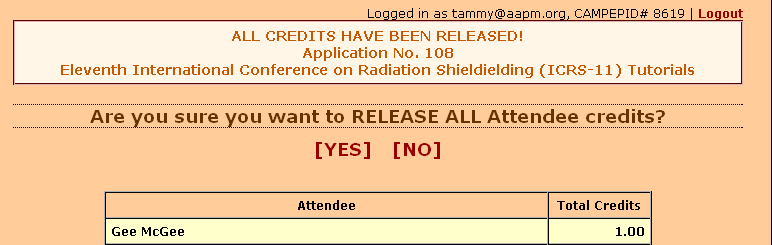 Logged in as tammy@aapm.org, CAMPEPID# 8619 | Logout
ALL CREDITS HAVE BEEN RELEASED!
Application No. 108
Eleventh International Conference on Radiation Shieldielding (ICRS-11) Tutorials
Are you sure you want to RELEASE ALL Attendee credits?
[YES] [NO]
Attendee Total Credits
Gee McGee 1.00